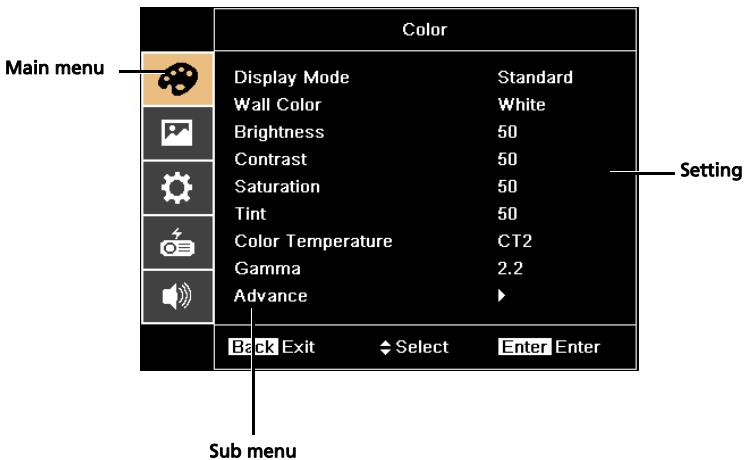 Color
Main menu
Display Mode Standard
Wall Color White
Brightness 50
Contrast 50
Setting
Saturation 50
Tint 50
Color Temperature CT2
Gamma 2.2
Advance
Back Exit Select Enter Enter
Sub menu